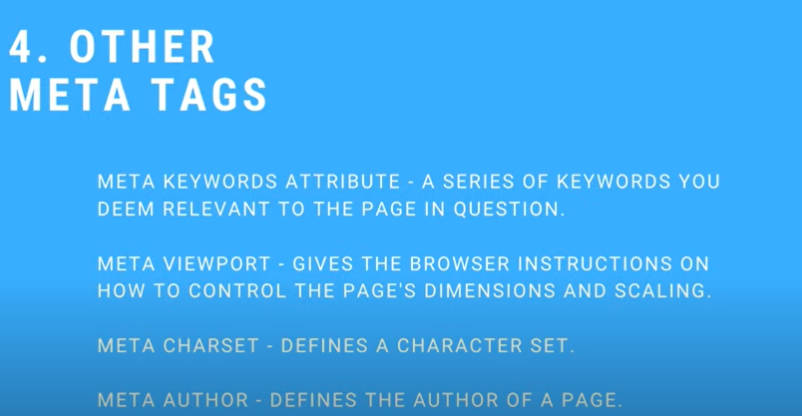 4. OTHER
META TAGS
META KEYWORDS ATTRIBUTE - A SERIES OF KEYWORDS YOU
DEEM RELEVANT TO THE PAGE IN QUESTION.
META VIEWPORT - GIVES THE BROWSER INSTRUCTIONS ON
HOW TO CONTROL THE PAGE'S DIMENSIONS AND SCALING.
META CHARSET - DEFINES A CHARACTER SET.
META AUTHOR - DEFINES THE AUTHOR OF A PAGE.